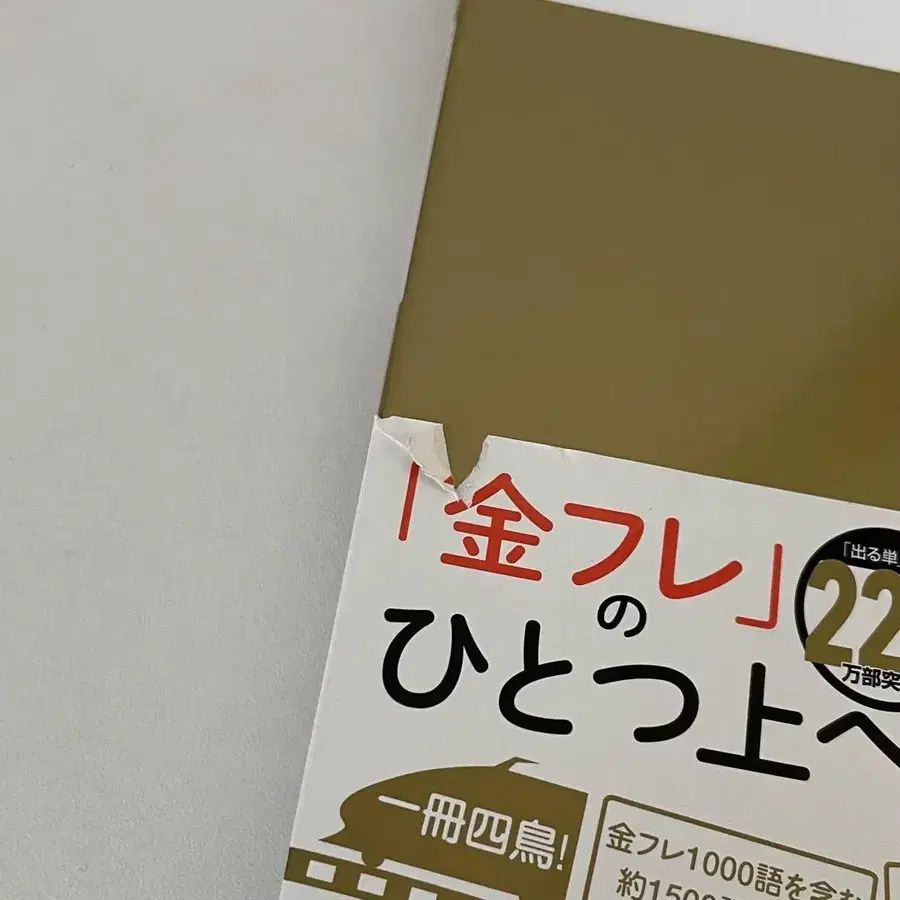 「金フレ」
の
ひとつ上へ
「出る単」
22
万部突
一冊四鳥!
金フレ1000語を含む
約1500